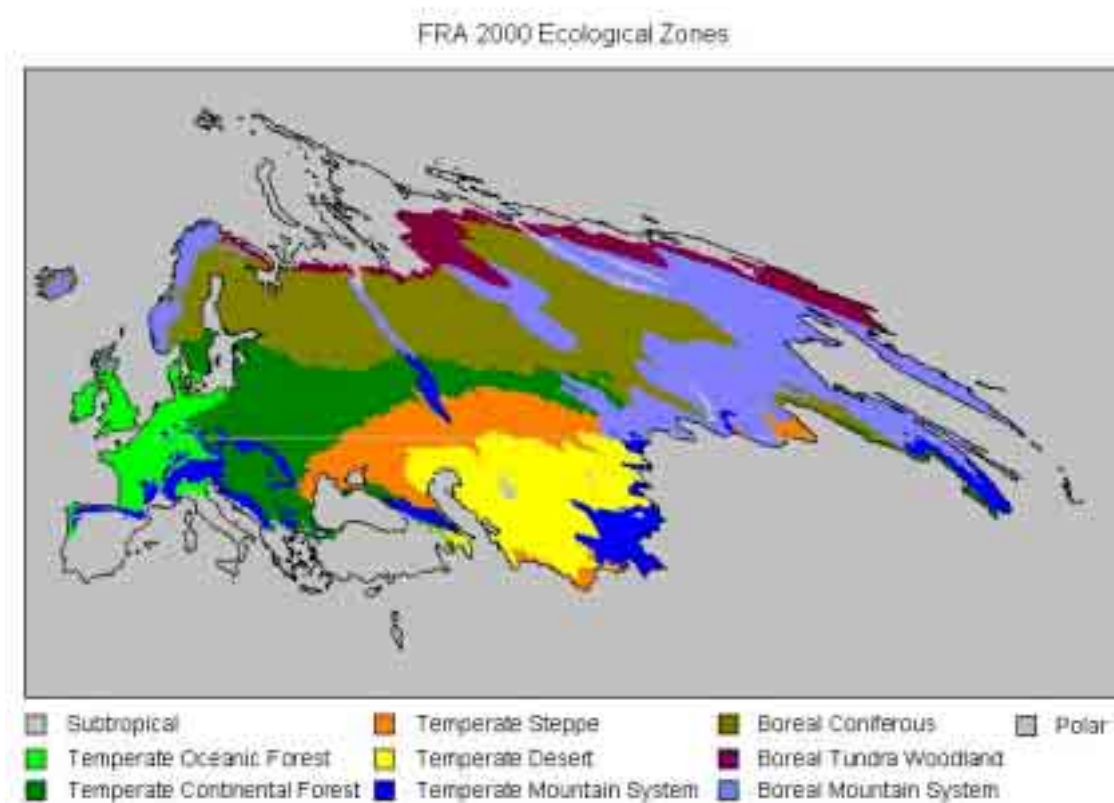 FRA 2000 Ecological Zones
Subtropical Temperate Steppe Boreal Coniferous Polar
Temperate Oceanic Forest Temperate Desert Boreal Tundra Woodland
Temperate Continental Forest Temperate Mountain System Boreal Mountain System